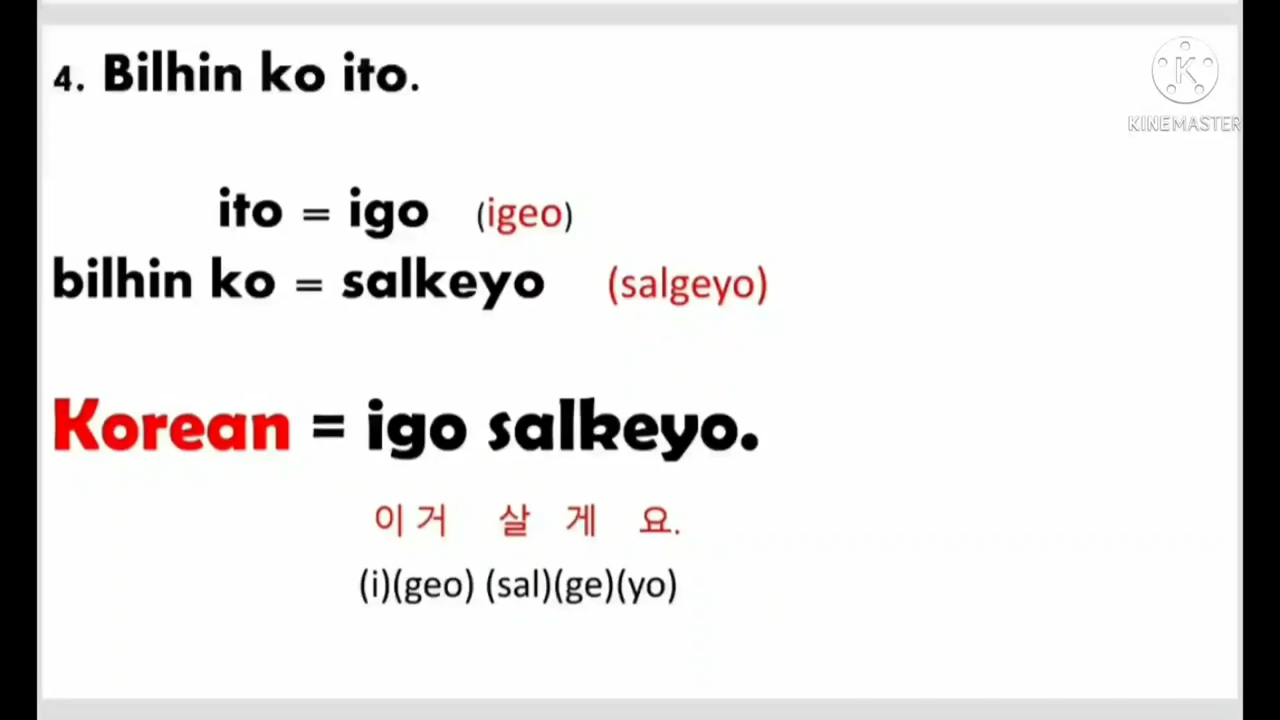 4. Bilhin ko ito.
KINEMASTER
ito = igo (igeo)
bilhin ko = salkeyo (salgeyo)
Korean = igo salkeyo.
이 거 살 게 요.
(i)(geo) (sal)(ge)(yo)